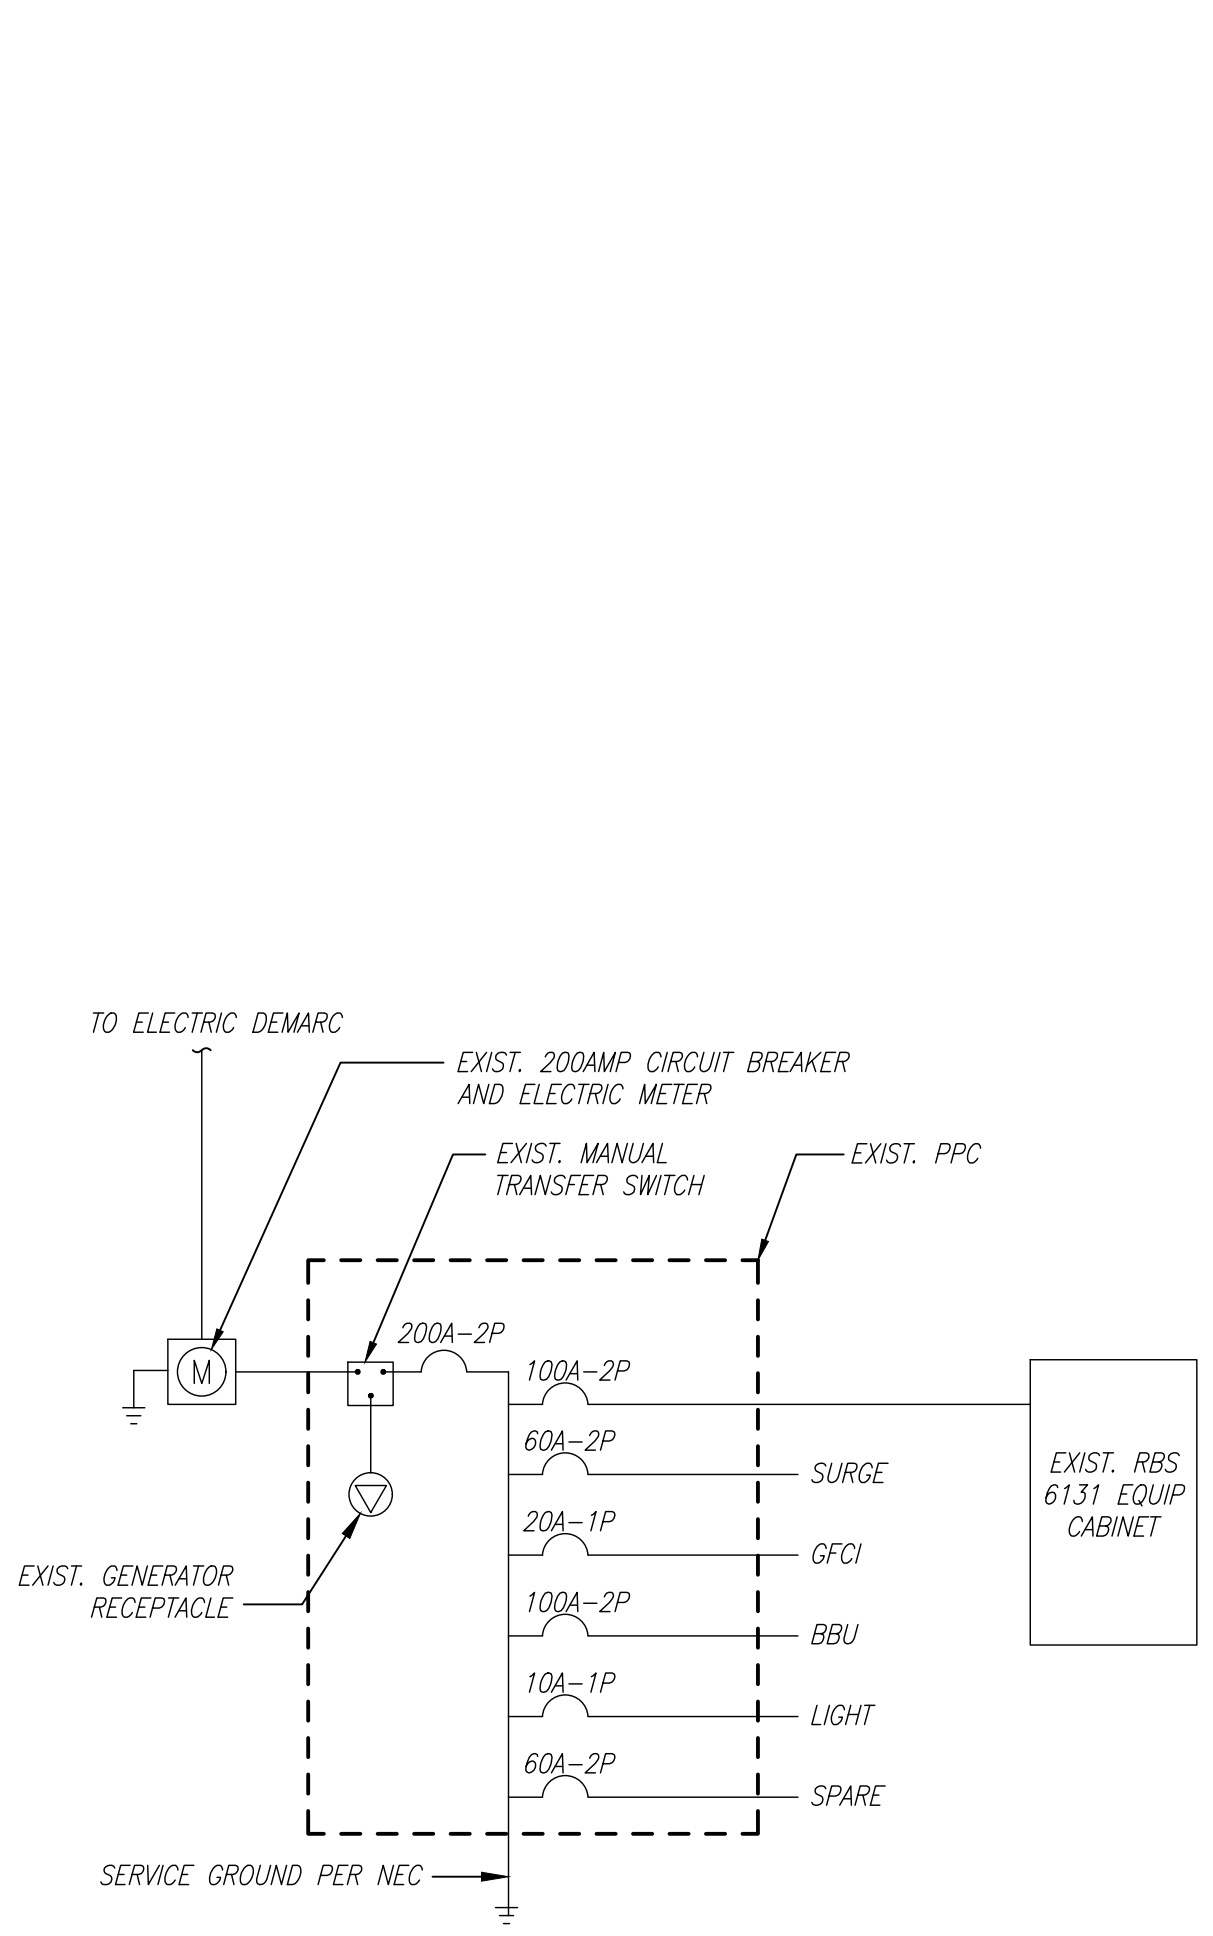 TO ELECTRIC DEMARC
EXIST. 200AMP CIRCUIT BREAKER
AND ELECTRIC METER
EXIST. MANUAL
TRANSFER SWITCH
EXIST. PPC
200A-2P
M
100A-2P
60A-2P
SURGE
20A-1P
GFCI
100A-2P
BBU
10A-1P
LIGHT
60A-2P
SPARE
EXIST. RBS
6131 EQUIP
CABINET
EXIST. GENERATOR
RECEPTACLE
SERVICE GROUND PER NEC